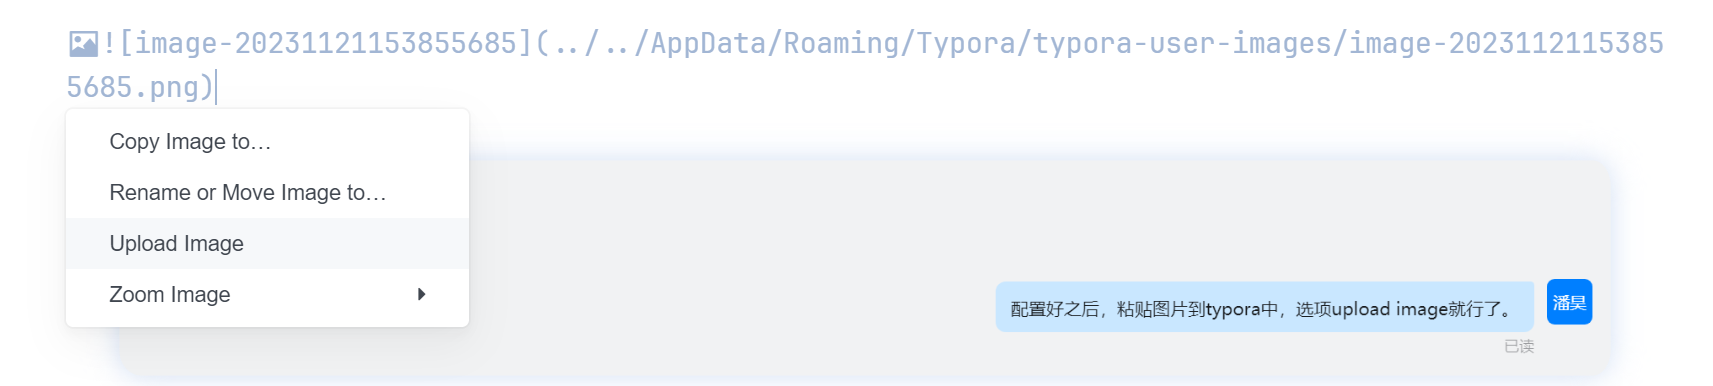 ![image-20231121153855685](../../AppData/Roaming/Typora/typora-user-images/image-2023112115385
5685.png)
Copy Image to…
Rename or Move Image to…
Upload Image
Zoom Image
配置好之后，粘贴图片到typora中，选项upload image就行了。
潘昊
已读